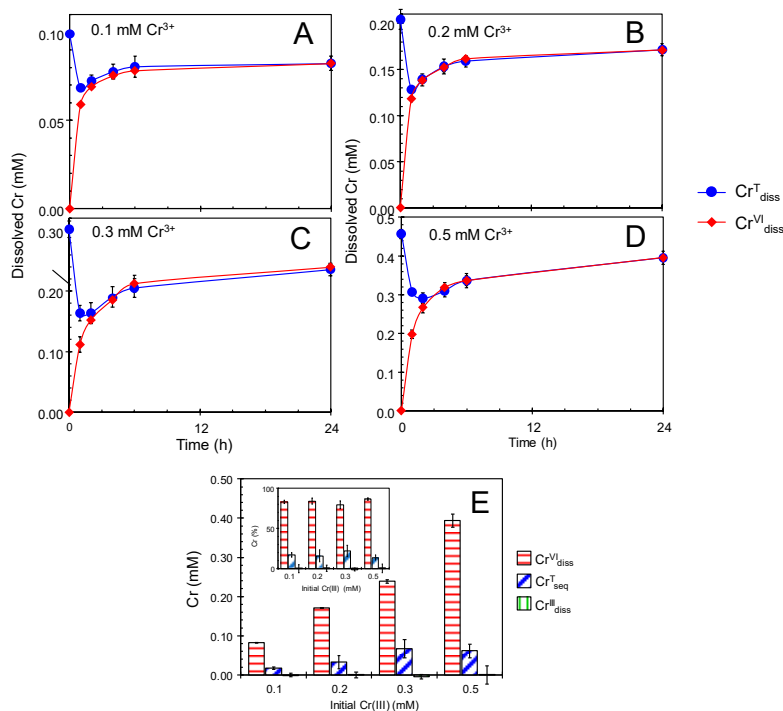 0.1 mM Cr³⁺
A
0.10
0.05
0.00
0.2 mM Cr³⁺
B
0.20
0.15
0.10
0.05
0.00
Dissolved Cr (mM)
0.3 mM Cr³⁺
C
0.30
0.20
0.10
0.00
0
12
24
Time (h)
0.5 mM Cr³⁺
D
0.5
0.4
0.3
0.2
0.1
0.0
0
12
24
Time (h)
Crᵀdiss
Crⱽᴵdiss
E
0.50
0.40
0.30
0.20
0.10
0.00
Cr (mM)
0.1
0.2
0.3
0.5
Initial Cr(III) (mM)
100
50
0
Cr (%)
0.1
0.2
0.3
0.5
Initial Cr(III) (mM)
Crⱽᴵdiss
Crᵀseq
Crᴵᴵᴵdiss